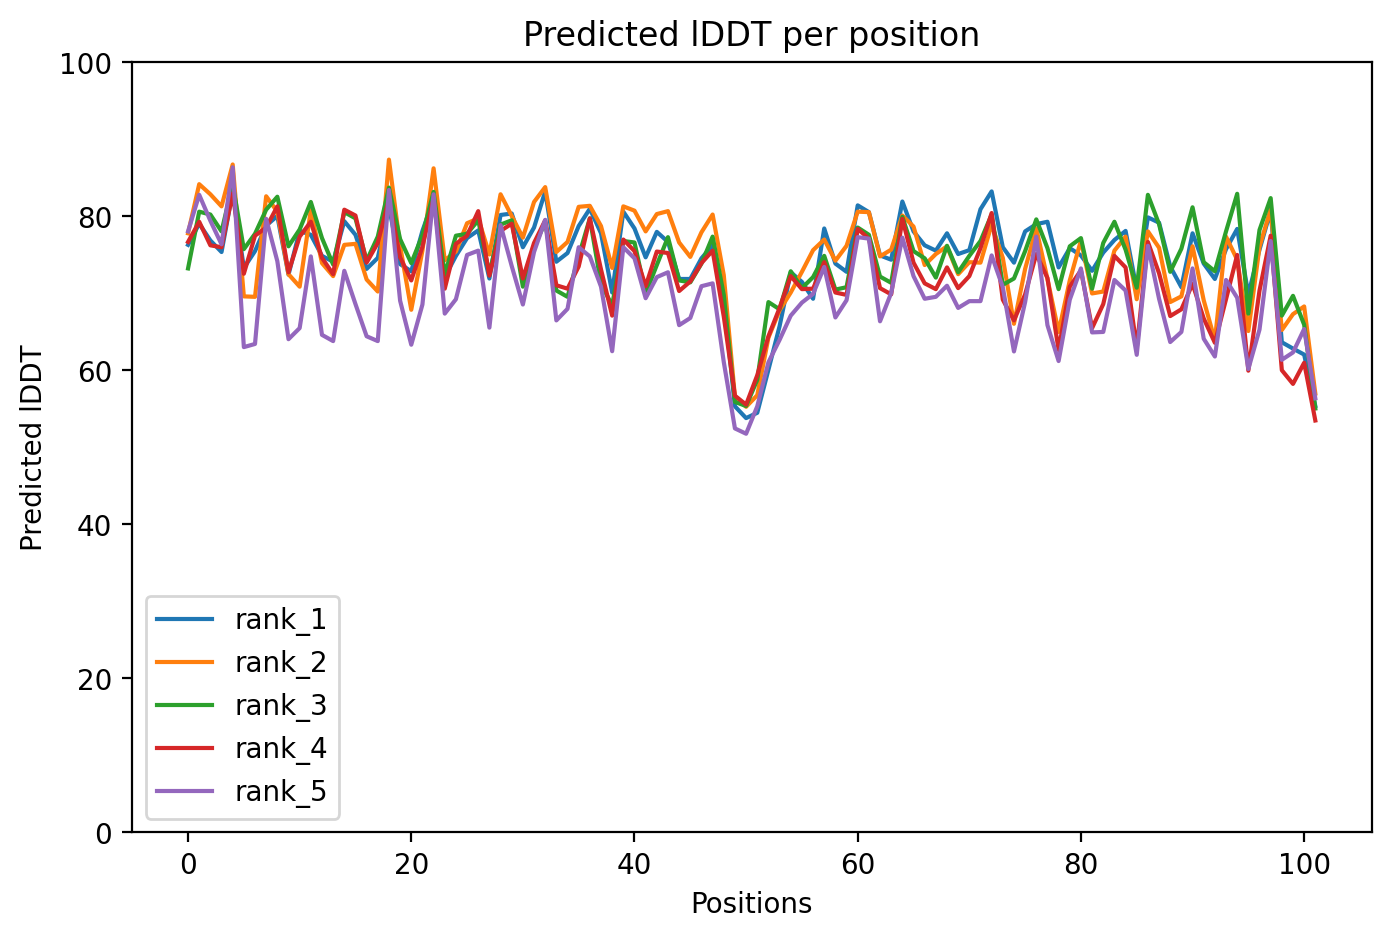 Predicted lDDT per position
100
80
60
40
20
0
Predicted lDDT
rank_1
rank_2
rank_3
rank_4
rank_5
0 20 40 60 80 100
Positions